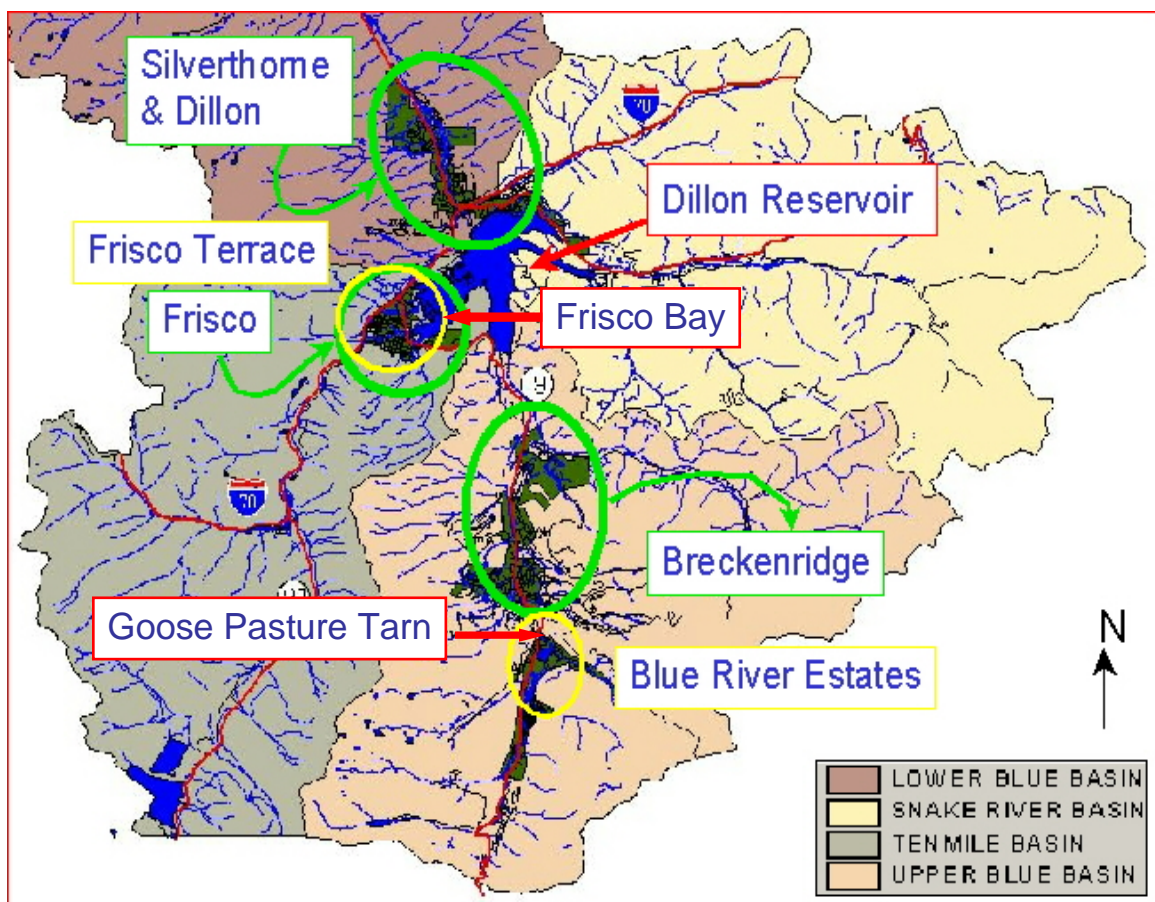 Silverthorne
& Dillon
70
Dillon Reservoir
Frisco Terrace
Frisco
Frisco Bay
9
70
Breckenridge
Goose Pasture Tarn
Blue River Estates
N
LOWER BLUE BASIN
SNAKE RIVER BASIN
TENMILE BASIN
UPPER BLUE BASIN